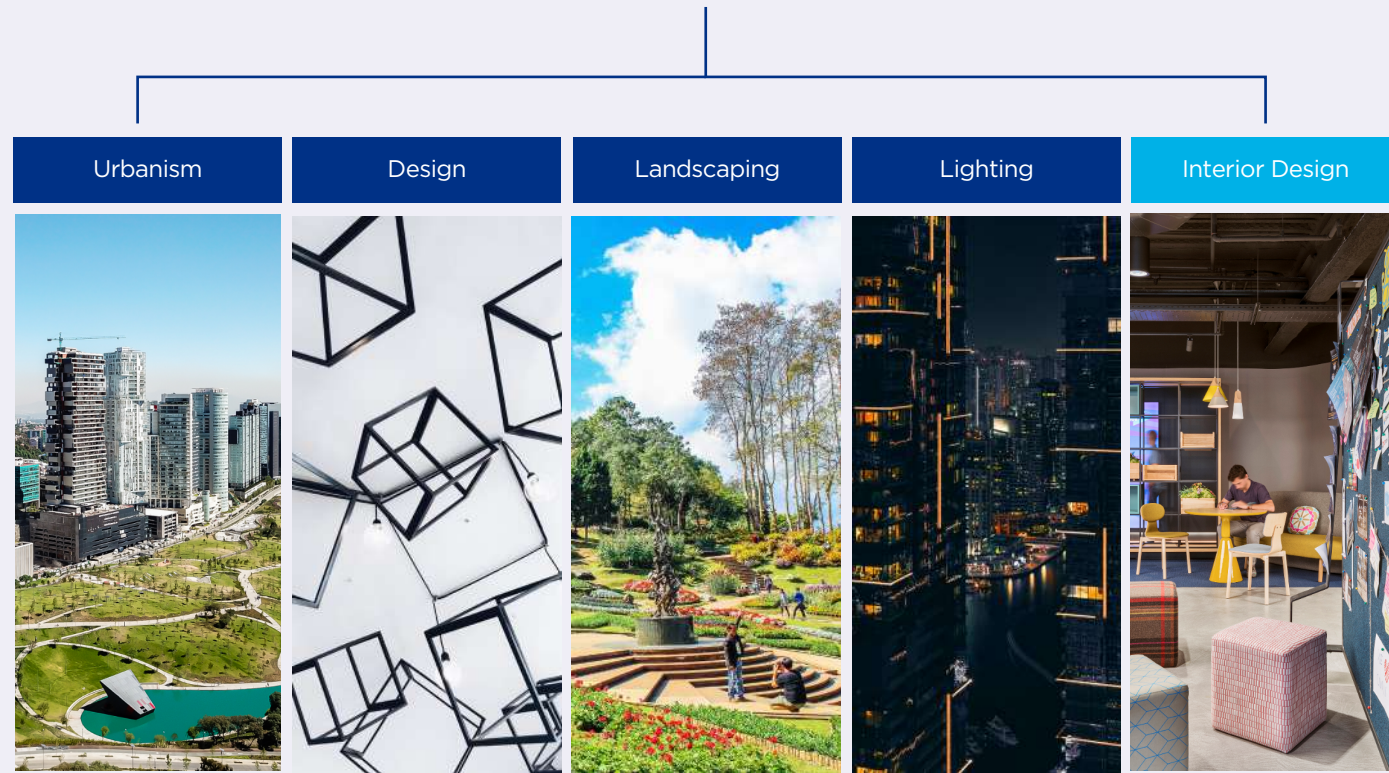 Urbanism
Design
Landscaping
Lighting
Interior Design